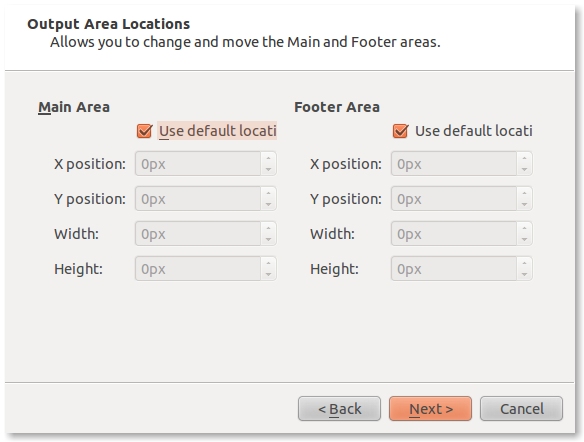 Output Area Locations
Allows you to change and move the Main and Footer areas.
Main Area Footer Area
Use default locati Use default locati
X position: 0px X position: 0px
Y position: 0px Y position: 0px
Width: 0px Width: 0px
Height: 0px Height: 0px
< Back Next > Cancel